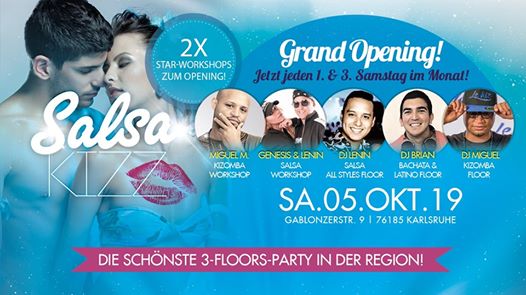 2X
STAR-WORKSHOPS
ZUM OPENING!
Grand Opening!
Jetzt jeden 1. & 3. Samstag im Monat!
Salsa
KIZZ
MIGUEL M.
KIZOMBA
WORKSHOP
GENESIS & LENIN
SALSA
WORKSHOP
DJ LENIN
SALSA
ALL STYLES FLOOR
DJ BRIAN
BACHATA &
LATINO FLOOR
DJ MIGUEL
KIZOMBA
FLOOR
SA.05.OKT.19
GABLONZERSTR. 9 | 76185 KARLSRUHE
DIE SCHÖNSTE 3-FLOORS-PARTY IN DER REGION!